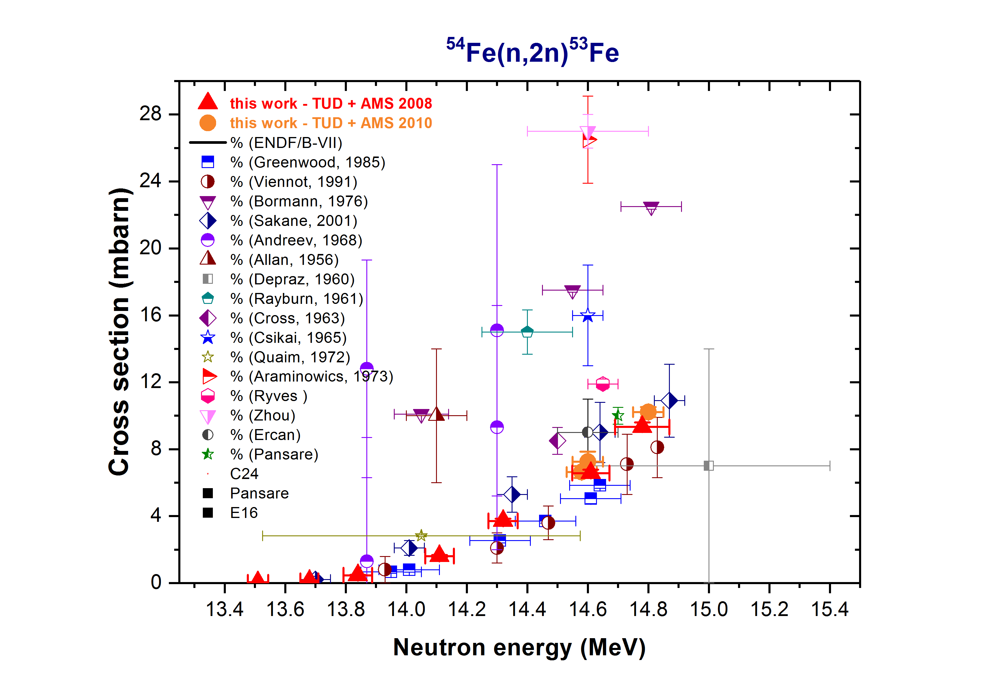 54Fe(n,2n)53Fe
this work - TUD + AMS 2008
this work - TUD + AMS 2010
% (ENDF/B-VII)
% (Greenwood, 1985)
% (Viennot, 1991)
% (Bormann, 1976)
% (Sakane, 2001)
% (Andreev, 1968)
% (Allan, 1956)
% (Depraz, 1960)
% (Rayburn, 1961)
% (Cross, 1963)
% (Csikai, 1965)
% (Quaim, 1972)
% (Araminowics, 1973)
% (Ryves )
% (Zhou)
% (Ercan)
% (Pansare)
C24
Pansare
E16
28
24
20
16
12
8
4
0
Cross section (mbarn)
13.4 13.6 13.8 14.0 14.2 14.4 14.6 14.8 15.0 15.2 15.4
Neutron energy (MeV)